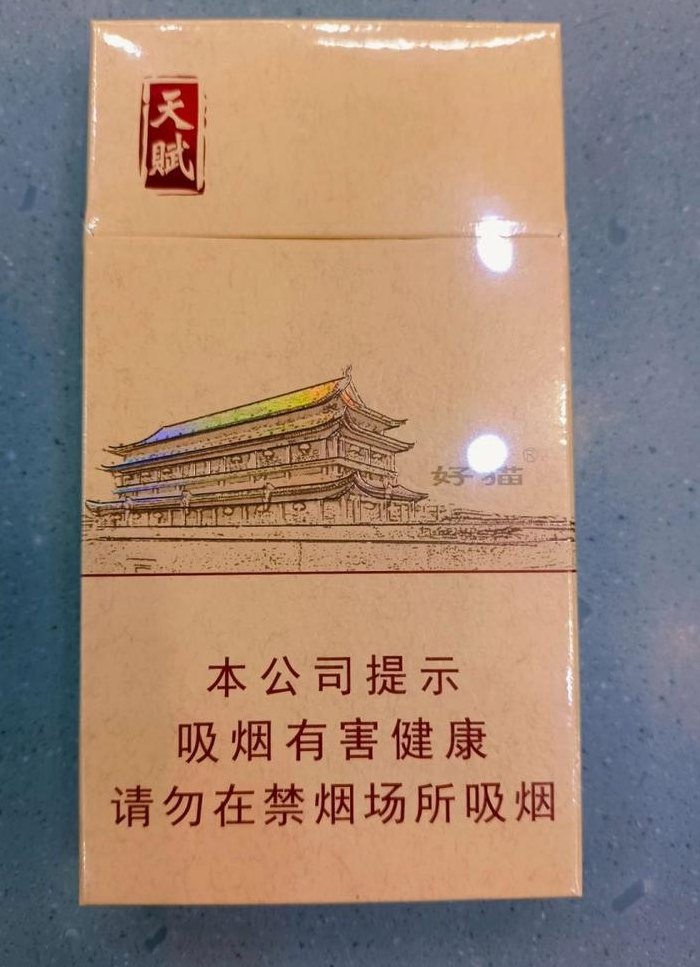 天
赋
好猫®
本公司提示
吸烟有害健康
请勿在禁烟场所吸烟